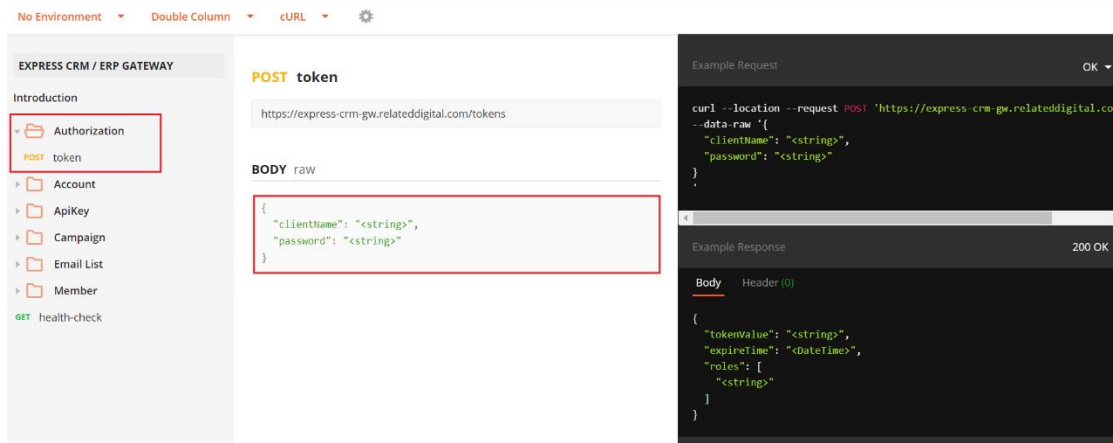 No Environment Double Column cURL
EXPRESS CRM / ERP GATEWAY
Introduction
Authorization
POST token
Account
ApiKey
Campaign
Email List
Member
GET health-check
POST token
https://express-crm-gw.relateddigital.com/tokens
BODY raw
{
"clientName": "<string>",
"password": "<string>"
}
Example Request OK
curl --location --request POST 'https://express-crm-gw.relateddigital.co
--data-raw '{
"clientName": "<string>",
"password": "<string>"
}
'
Example Response 200 OK
Body Header (0)
{
"tokenValue": "<string>",
"expireTime": "<DateTime>",
"roles": [
"<string>"
]
}